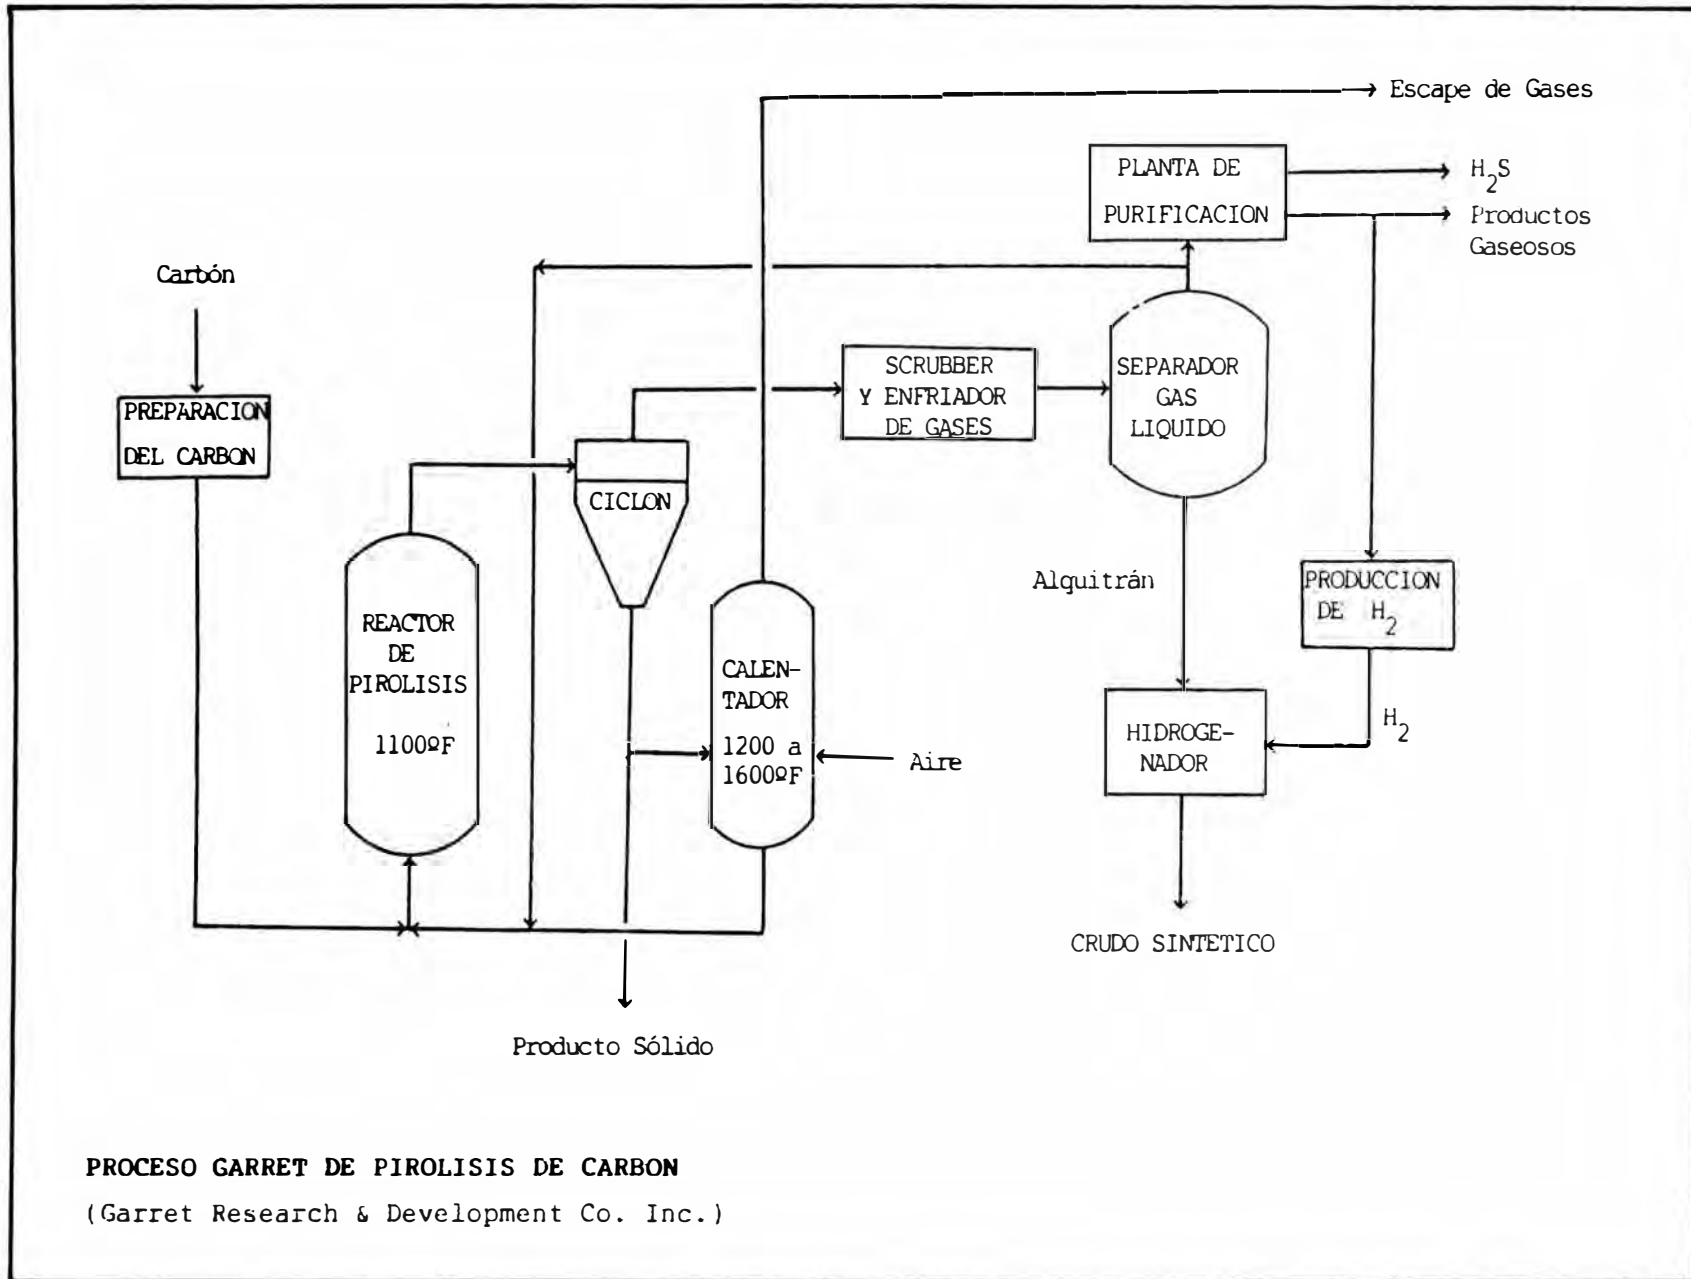 Escape de Gases
PLANTA DE
PURIFICACION
H2S
Productos
Gaseosos
Carbón
PREPARACION
DEL CARBON
SCRUBBER
Y ENFRIADOR
DE GASES
SEPARADOR
GAS
LIQUIDO
CICLON
REACTOR
DE
PIROLISIS
1100ºF
CALEN-
TADOR
1200 a
1600ºF
Aire
Alquitrán
PRODUCCION
DE H2
H2
HIDROGE-
NADOR
CRUDO SINTETICO
Producto Sólido
PROCESO GARRET DE PIROLISIS DE CARBON
(Garret Research & Development Co. Inc.)